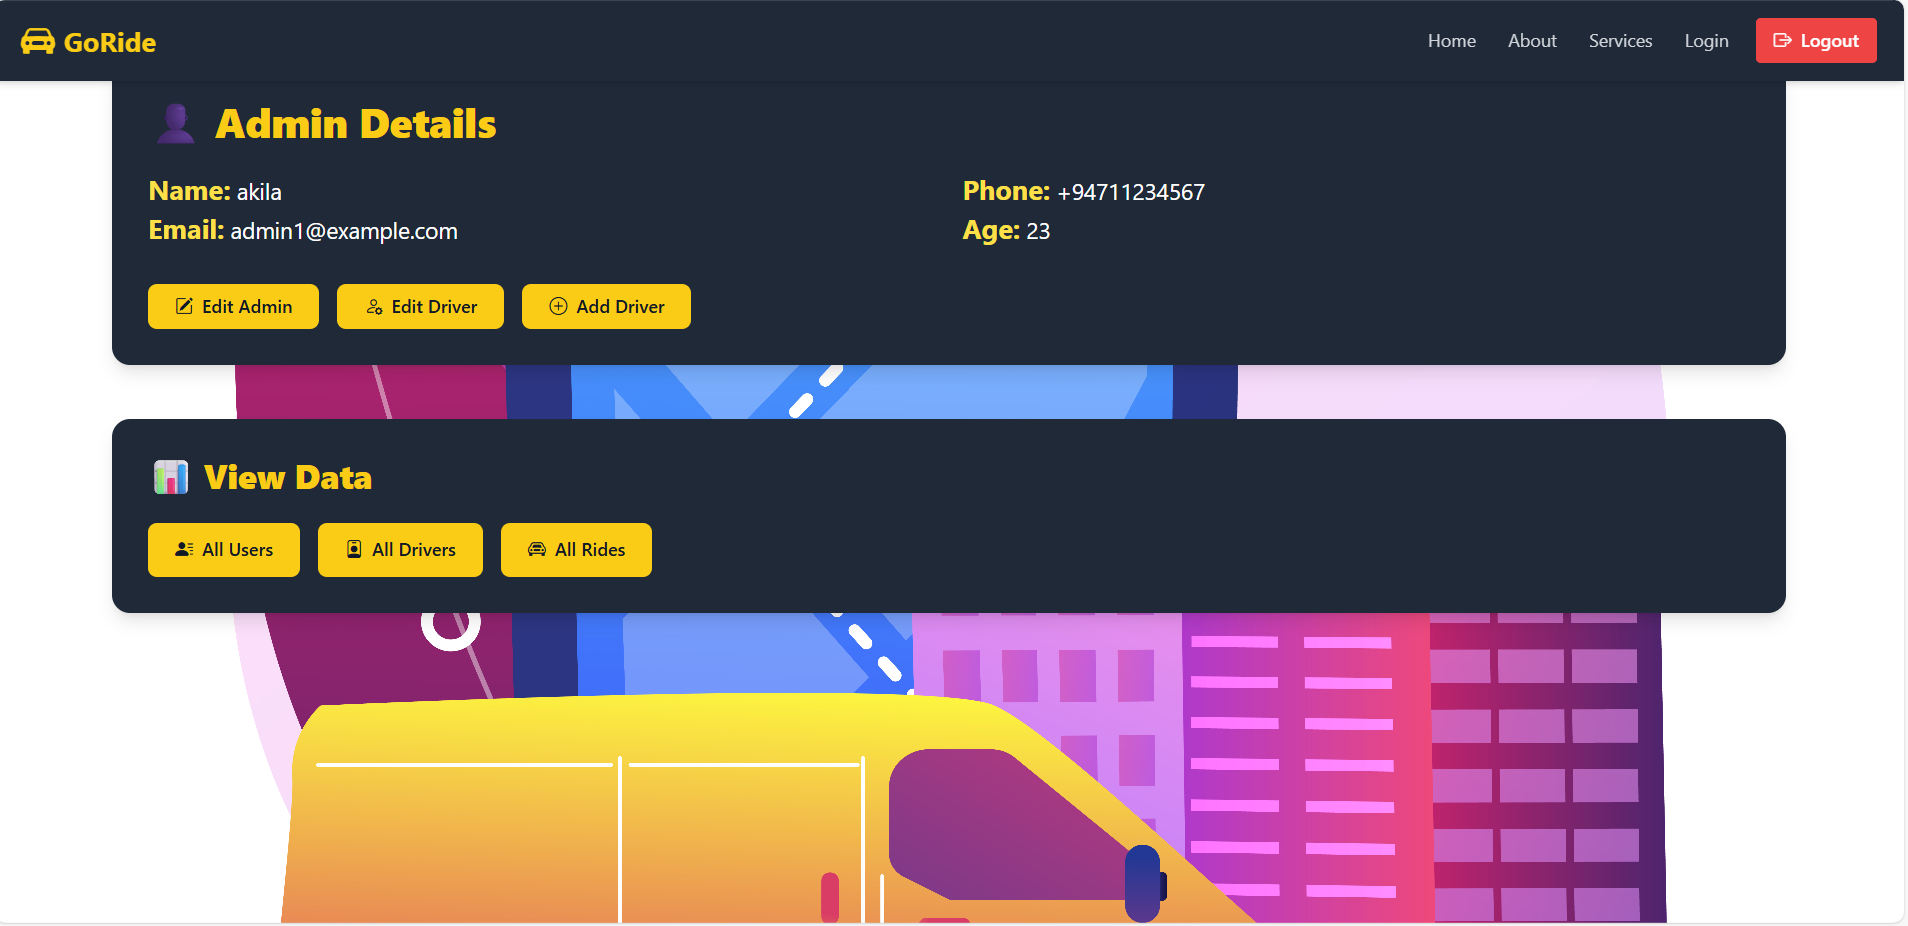 GoRide
Home About Services Login Logout
Admin Details
Name: akila
Phone: +94711234567
Email: admin1@example.com
Age: 23
Edit Admin Edit Driver Add Driver
View Data
All Users All Drivers All Rides